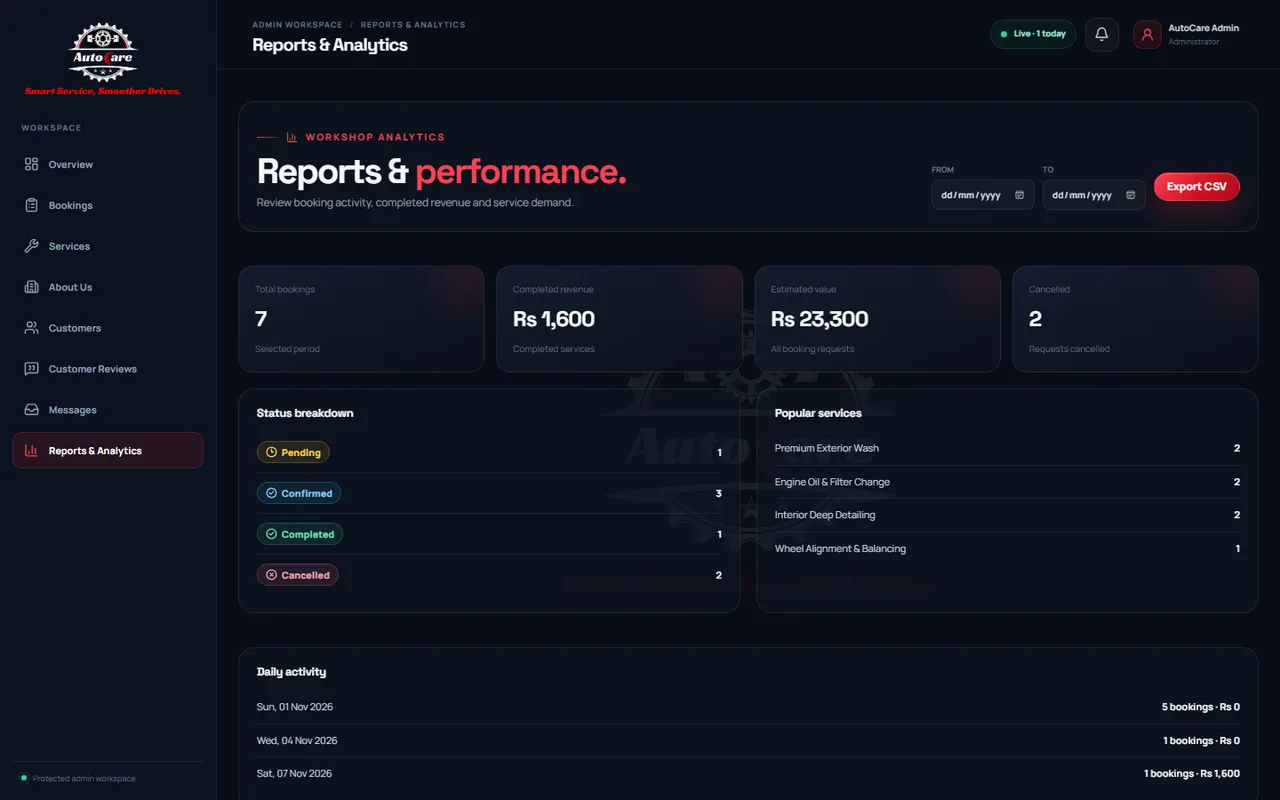 AutoCare
Smart Service, Smoother Drives.
WORKSPACE
Overview
Bookings
Services
About Us
Customers
Customer Reviews
Messages
Reports & Analytics
Protected admin workspace
ADMIN WORKSPACE / REPORTS & ANALYTICS
Reports & Analytics
Live · 1 today
AutoCare Admin
Administrator
WORKSHOP ANALYTICS
Reports & performance.
Review booking activity, completed revenue and service demand.
FROM
dd/mm/yyyy
TO
dd/mm/yyyy
Export CSV
Total bookings
7
Selected period
Completed revenue
Rs 1,600
Completed services
Estimated value
Rs 23,300
All booking requests
Cancelled
2
Requests cancelled
Status breakdown
Pending 1
Confirmed 3
Completed 1
Cancelled 2
Popular services
Premium Exterior Wash 2
Engine Oil & Filter Change 2
Interior Deep Detailing 2
Wheel Alignment & Balancing 1
AutoCare
Daily activity
Sun, 01 Nov 2026 5 bookings · Rs 0
Wed, 04 Nov 2026 1 bookings · Rs 0
Sat, 07 Nov 2026 1 bookings · Rs 1,600